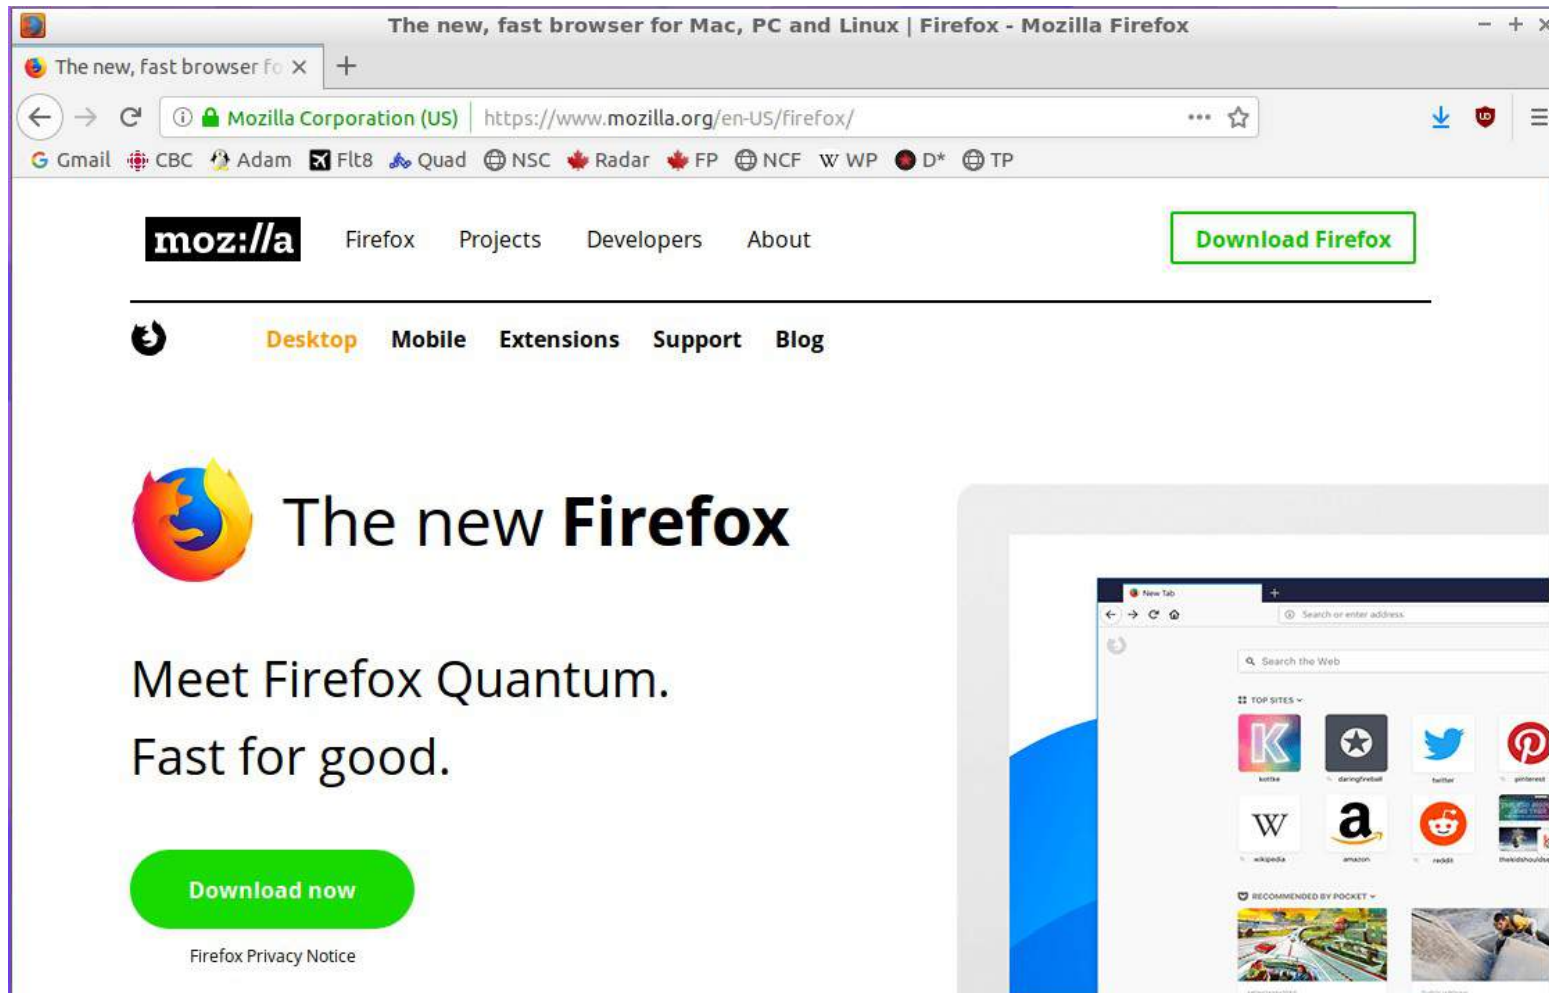 The new, fast browser for Mac, PC and Linux | Firefox - Mozilla Firefox
The new, fast browser fo
Mozilla Corporation (US) https://www.mozilla.org/en-US/firefox/
Gmail CBC Adam Flt8 Quad NSC Radar FP NCF W WP D* TP
moz://a Firefox Projects Developers About Download Firefox
Desktop Mobile Extensions Support Blog
The new Firefox
Meet Firefox Quantum.
Fast for good.
Download now
Firefox Privacy Notice
New Tab
Search or enter address
Search the Web
TOP SITES
K
kottke daringfireball twitter pinterest
W a
wikipedia amazon reddit
RECOMMENDED BY POCKET